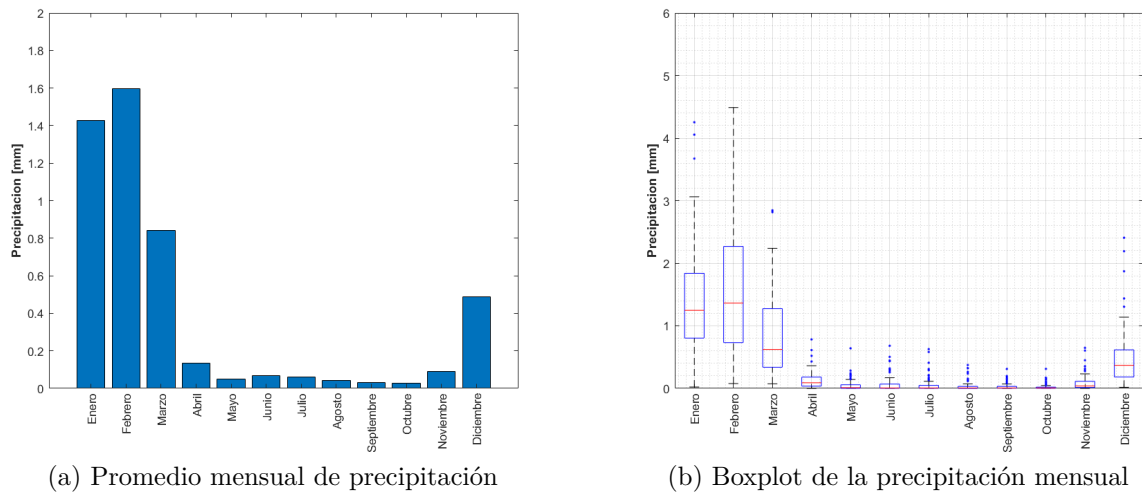 2
1.8
1.6
1.4
1.2
1
0.8
0.6
0.4
0.2
0
Precipitacion [mm]
Enero
Febrero
Marzo
Abril
Mayo
Junio
Julio
Agosto
Septiembre
Octubre
Noviembre
Diciembre
(a) Promedio mensual de precipitación
6
5
4
3
2
1
0
Precipitacion [mm]
Enero
Febrero
Marzo
Abril
Mayo
Junio
Julio
Agosto
Septiembre
Octubre
Noviembre
Diciembre
(b) Boxplot de la precipitación mensual